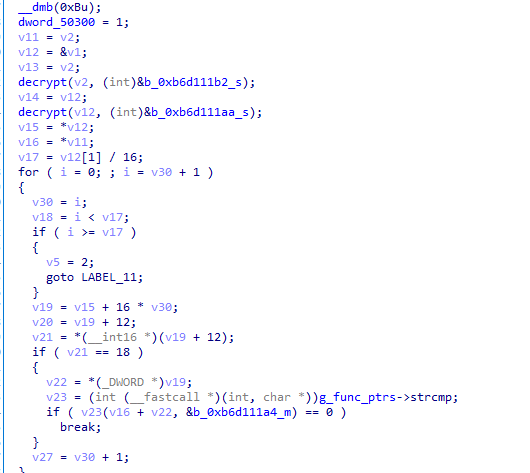 __dmb(0xBu);
dword_50300 = 1;
v11 = v2;
v12 = &v1;
v13 = v2;
decrypt(v2, (int)&b_0xb6d111b2_s);
v14 = v12;
decrypt(v12, (int)&b_0xb6d111aa_s);
v15 = *v12;
v16 = *v11;
v17 = v12[1] / 16;
for ( i = 0; ; i = v30 + 1 )
{
v30 = i;
v18 = i < v17;
if ( i >= v17 )
{
v5 = 2;
goto LABEL_11;
}
v19 = v15 + 16 * v30;
v20 = v19 + 12;
v21 = *(__int16 *)(v19 + 12);
if ( v21 == 18 )
{
v22 = *(_DWORD *)v19;
v23 = (int (__fastcall *)(int, char *))g_func_ptrs->strcmp;
if ( v23(v16 + v22, &b_0xb6d111a4_m) == 0 )
break;
}
v27 = v30 + 1;
}